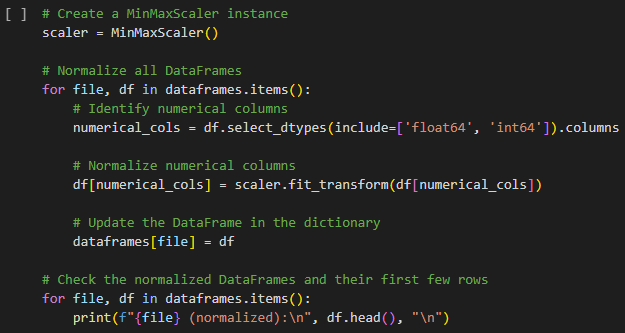 [ ] # Create a MinMaxScaler instance
scaler = MinMaxScaler()

# Normalize all DataFrames
for file, df in dataframes.items():
    # Identify numerical columns
    numerical_cols = df.select_dtypes(include=['float64', 'int64']).columns

    # Normalize numerical columns
    df[numerical_cols] = scaler.fit_transform(df[numerical_cols])

    # Update the DataFrame in the dictionary
    dataframes[file] = df

# Check the normalized DataFrames and their first few rows
for file, df in dataframes.items():
    print(f"{file} (normalized):\n", df.head(), "\n")